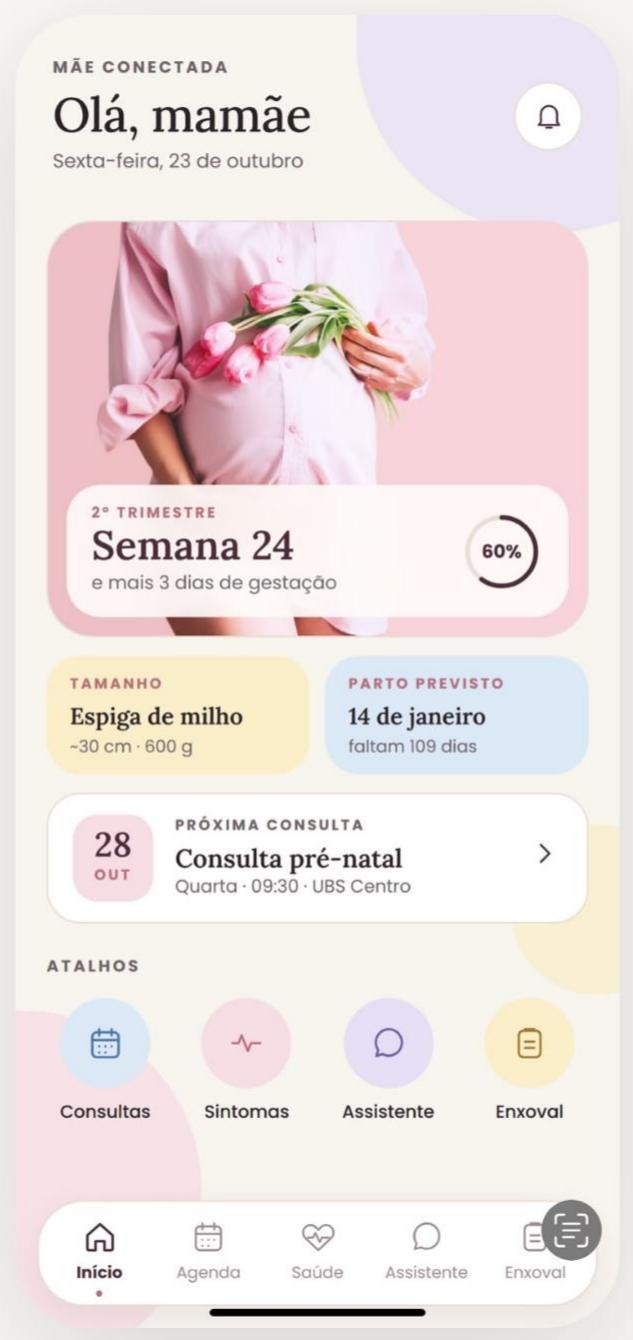 MÃE CONECTADA
Olá, mamãe
Sexta-feira, 23 de outubro
2º TRIMESTRE
Semana 24
e mais 3 dias de gestação
60%
TAMANHO
Espiga de milho
~30 cm · 600 g
PARTO PREVISTO
14 de janeiro
faltam 109 dias
28
OUT
PRÓXIMA CONSULTA
Consulta pré-natal
Quarta · 09:30 · UBS Centro
ATALHOS
Consultas
Sintomas
Assistente
Enxoval
Início
Agenda
Saúde
Assistente
Enxoval